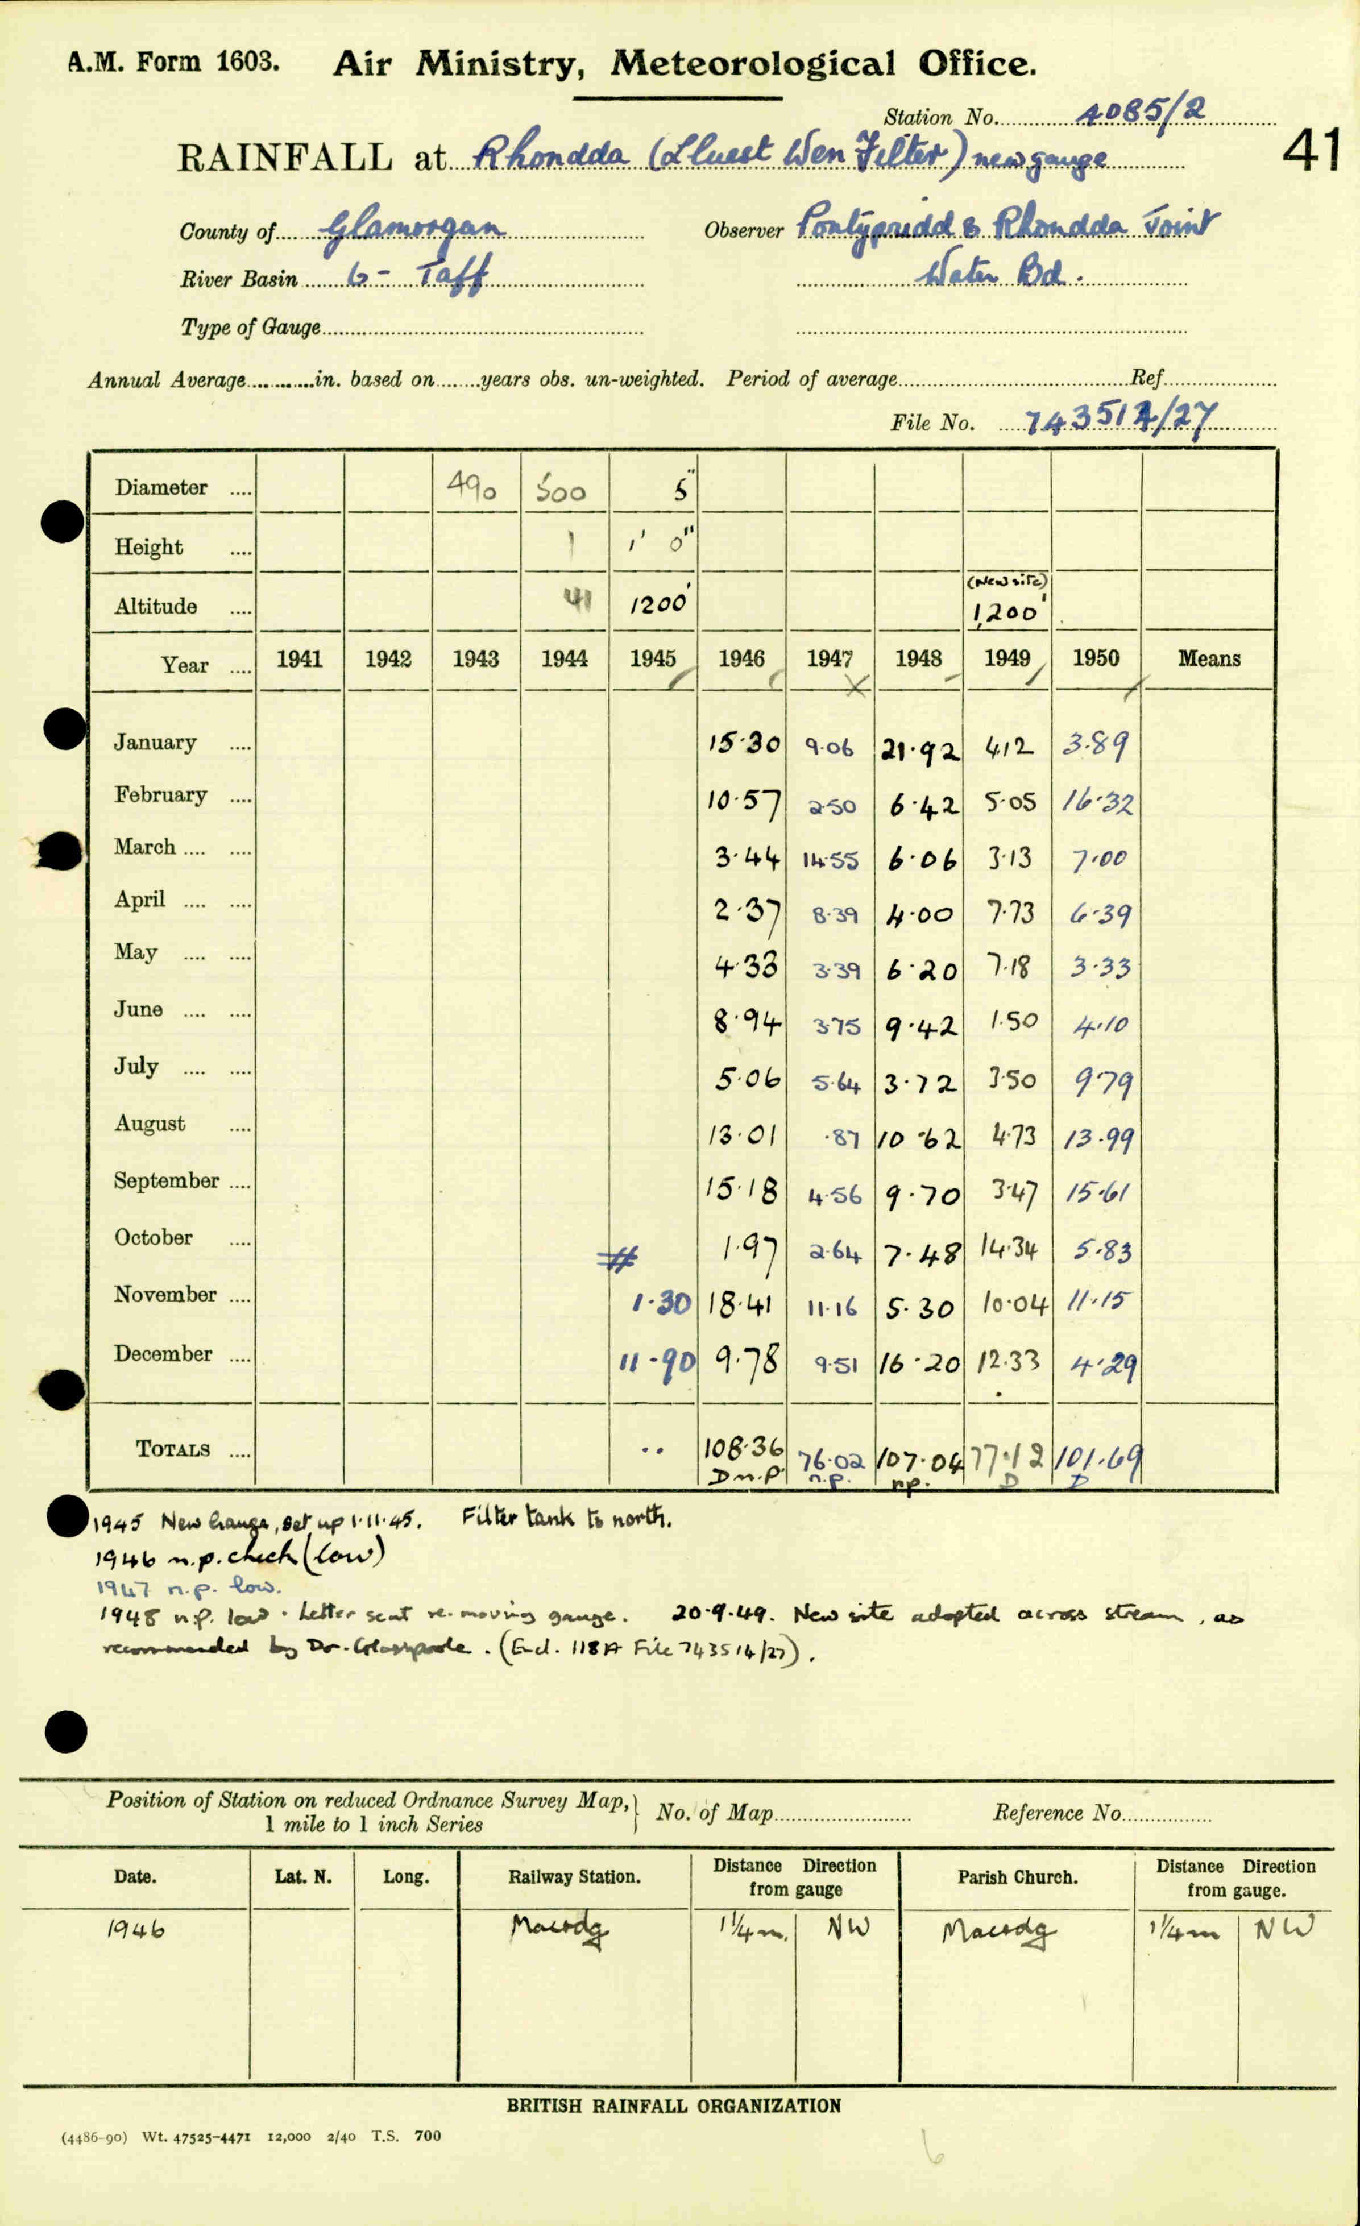 A.M. Form 1603. Air Ministry, Meteorological Office.
Station No. 4085/2
RAINFALL at Rhondda (Lluest Wen Filter) new gauge 41
County of Glamorgan Observer Pontypridd & Rhondda Joint
River Basin 6 - Taff Water Bd.
Type of Gauge
Annual Average in. based on years obs. un-weighted. Period of average Ref.
File No. 743514/27
Diameter 490 500 5"
Height 1 1' 0"
(New site)
Altitude 41 1200' 1,200'
Year 1941 1942 1943 1944 1945 1946 1947 1948 1949 1950 Means
January 15·30 9·06 21·92 4·12 3·89
February 10·57 2·50 6·42 5·05 16·32
March 3·44 14·55 6·06 3·13 7·00
April 2·37 8·39 4·00 7·73 6·39
May 4·33 3·39 6·20 7·18 3·33
June 8·94 3·75 9·42 1·50 4·10
July 5·06 5·64 3·72 3·50 9·79
August 13·01 ·87 10·62 4·73 13·99
September 15·18 4·56 9·70 3·47 15·61
October # 1·97 2·64 7·48 14·34 5·83
November 1·30 18·41 11·16 5·30 10·04 11·15
December 11·90 9·78 9·51 16·20 12·33 4·29
TOTALS ·· 108·36 76·02 107·04 77·12 101·69
D n.P n.p. np. D D
1945 New Gauge, set up 1·11·45. Filter tank to north.
1946 n.p. check (low)
1947 n.p. low.
1948 n.p. low. Letter sent re-moving gauge. 20·9·49. New site adopted across stream, as
recommended by Dr. Glasspoole. (Encl. 118A File 743514/27).
Position of Station on reduced Ordnance Survey Map, No. of Map Reference No.
1 mile to 1 inch Series
Date. Lat. N. Long. Railway Station. Distance Direction from gauge Parish Church. Distance Direction from gauge.
1946 Maerdy 1¼m. NW Maerdy 1¼m NW
BRITISH RAINFALL ORGANIZATION
(4486-90) Wt. 47525-4471 12,000 2/40 T.S. 700
6